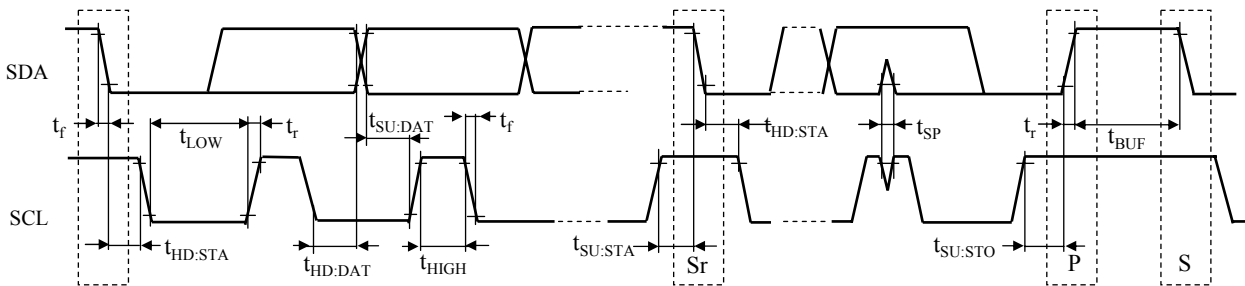 SDA
t_f
t_LOW
t_r
t_SU:DAT
t_f
t_HD:STA
t_SP
t_r
t_BUF
SCL
t_HD:STA
t_HD:DAT
t_HIGH
t_SU:STA
Sr
t_SU:STO
P
S